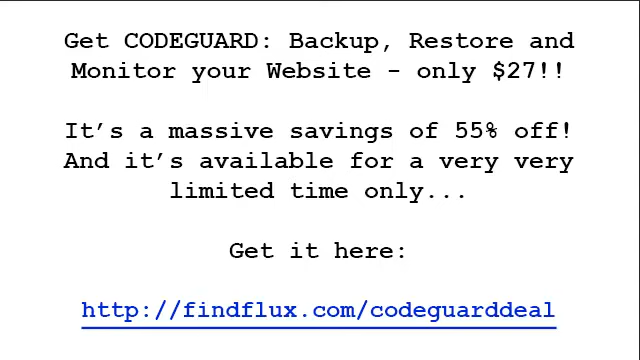 Get CODEGUARD: Backup, Restore and
Monitor your Website - only $27!!
It's a massive savings of 55% off!
And it's available for a very very
limited time only...
Get it here:
http://findflux.com/codeguarddeal